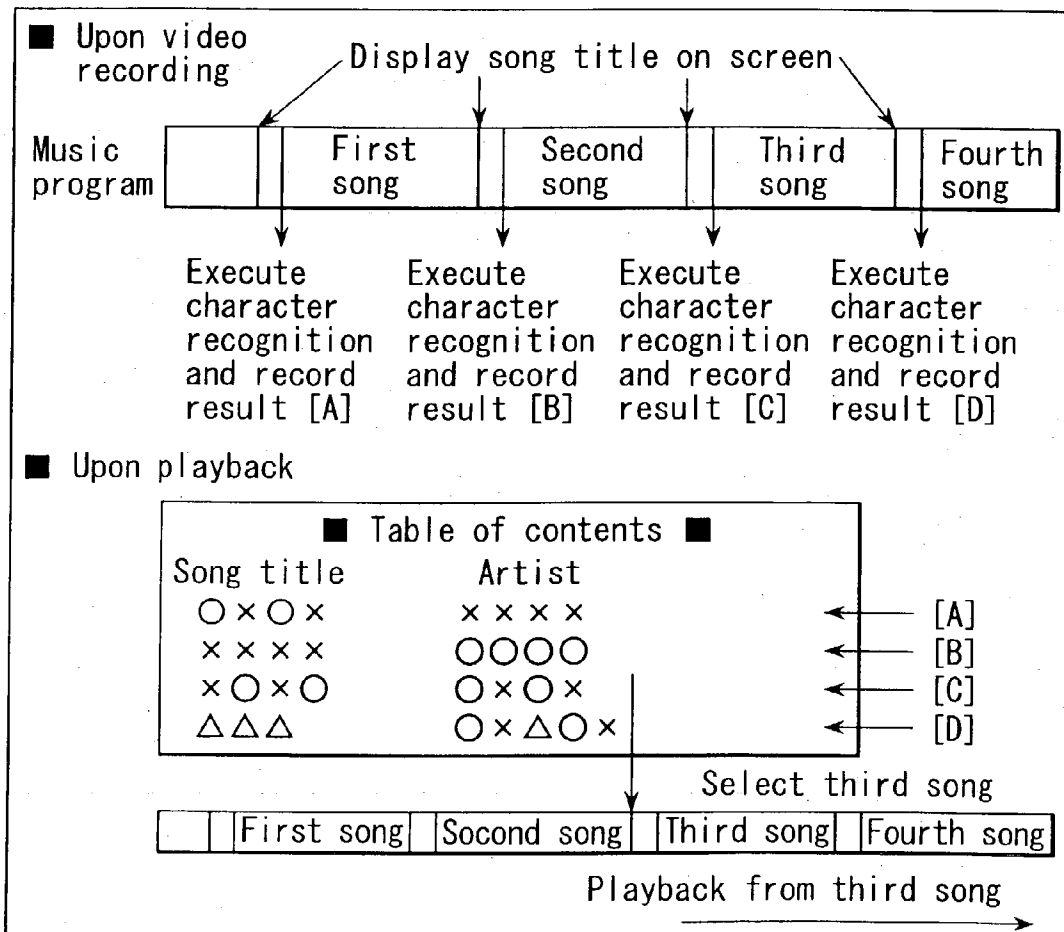 ■ Upon video
recording
Display song title on screen
Music
program
First
song
Second
song
Third
song
Fourth
song
Execute
character
recognition
and record
result [A]
Execute
character
recognition
and record
result [B]
Execute
character
recognition
and record
result [C]
Execute
character
recognition
and record
result [D]
■ Upon playback
■ Table of contents ■
Song title Artist
○×○× ×××× [A]
×××× ○○○○ [B]
×○×○ ○×○× [C]
△△△ ○×△○× [D]
Select third song
First song Socond song Third song Fourth song
Playback from third song